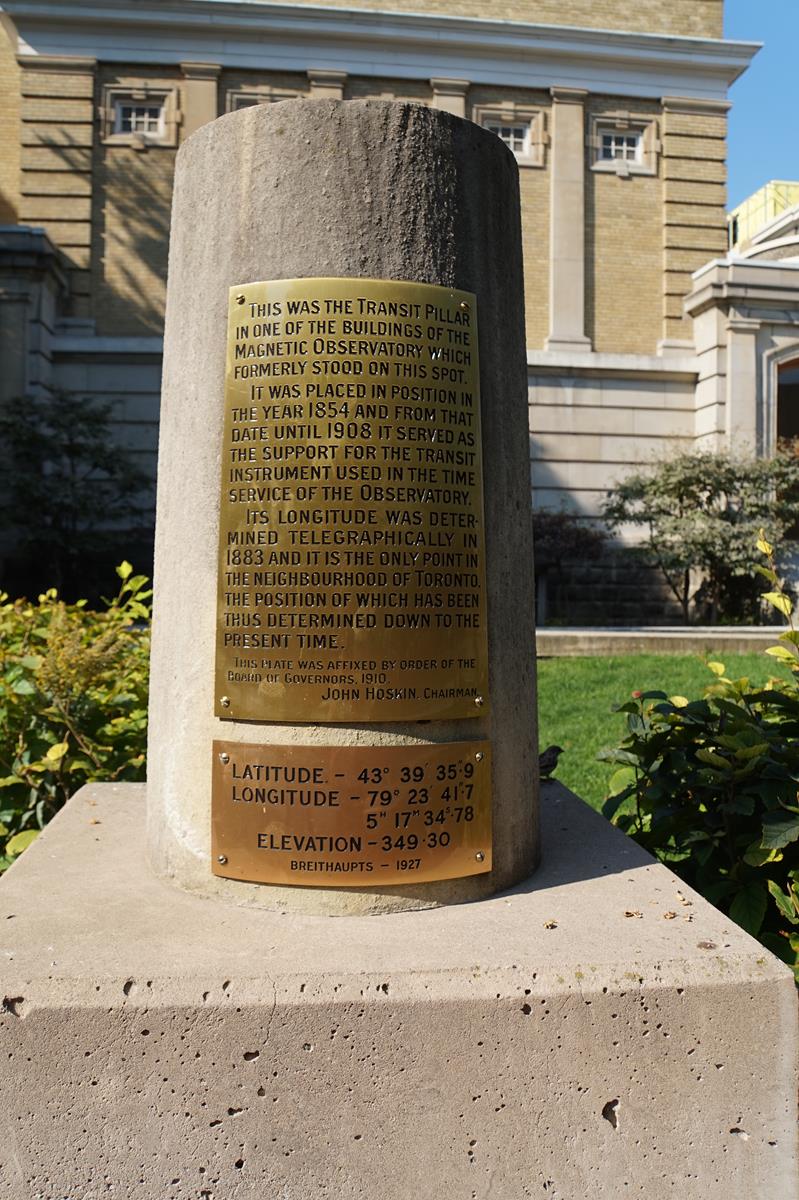 THIS WAS THE TRANSIT PILLAR
IN ONE OF THE BUILDINGS OF THE
MAGNETIC OBSERVATORY WHICH
FORMERLY STOOD ON THIS SPOT.
IT WAS PLACED IN POSITION IN
THE YEAR 1854 AND FROM THAT
DATE UNTIL 1908 IT SERVED AS
THE SUPPORT FOR THE TRANSIT
INSTRUMENT USED IN THE TIME
SERVICE OF THE OBSERVATORY.
ITS LONGITUDE WAS DETER-
MINED TELEGRAPHICALLY IN
1883 AND IT IS THE ONLY POINT IN
THE NEIGHBOURHOOD OF TORONTO,
THE POSITION OF WHICH HAS BEEN
THUS DETERMINED DOWN TO THE
PRESENT TIME.
THIS PLATE WAS AFFIXED BY ORDER OF THE
BOARD OF GOVERNORS, 1910.
JOHN HOSKIN, CHAIRMAN.
LATITUDE - 43° 39' 35"·9
LONGITUDE - 79° 23' 41"·7
5H 17M 34S·78
ELEVATION - 349·30
BREITHAUPTS - 1927